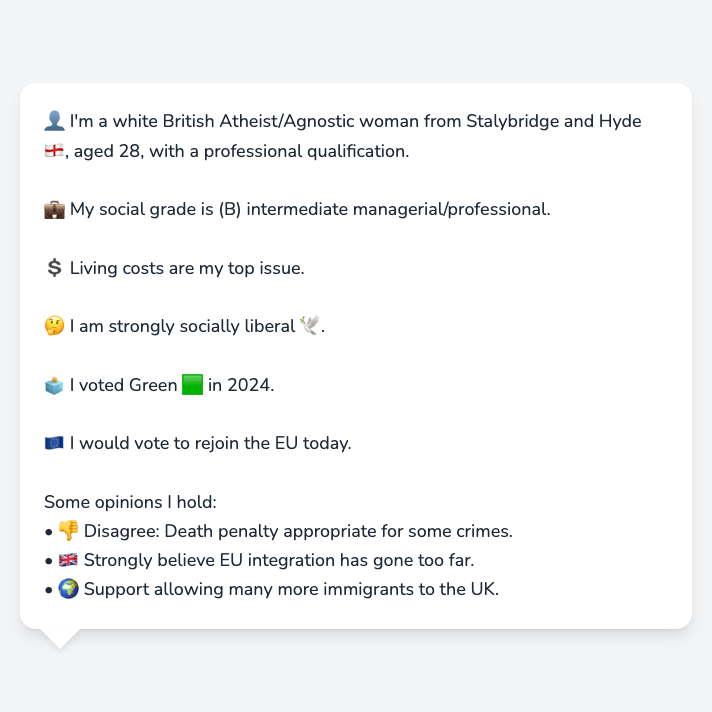 👤 I'm a white British Atheist/Agnostic woman from Stalybridge and Hyde
🏴󠁧󠁢󠁥󠁮󠁧󠁿, aged 28, with a professional qualification.
💼 My social grade is (B) intermediate managerial/professional.
💲 Living costs are my top issue.
🤔 I am strongly socially liberal 🕊️.
🗳️ I voted Green 🟩 in 2024.
🇪🇺 I would vote to rejoin the EU today.
Some opinions I hold:
• 👎 Disagree: Death penalty appropriate for some crimes.
• 🇬🇧 Strongly believe EU integration has gone too far.
• 🌍 Support allowing many more immigrants to the UK.